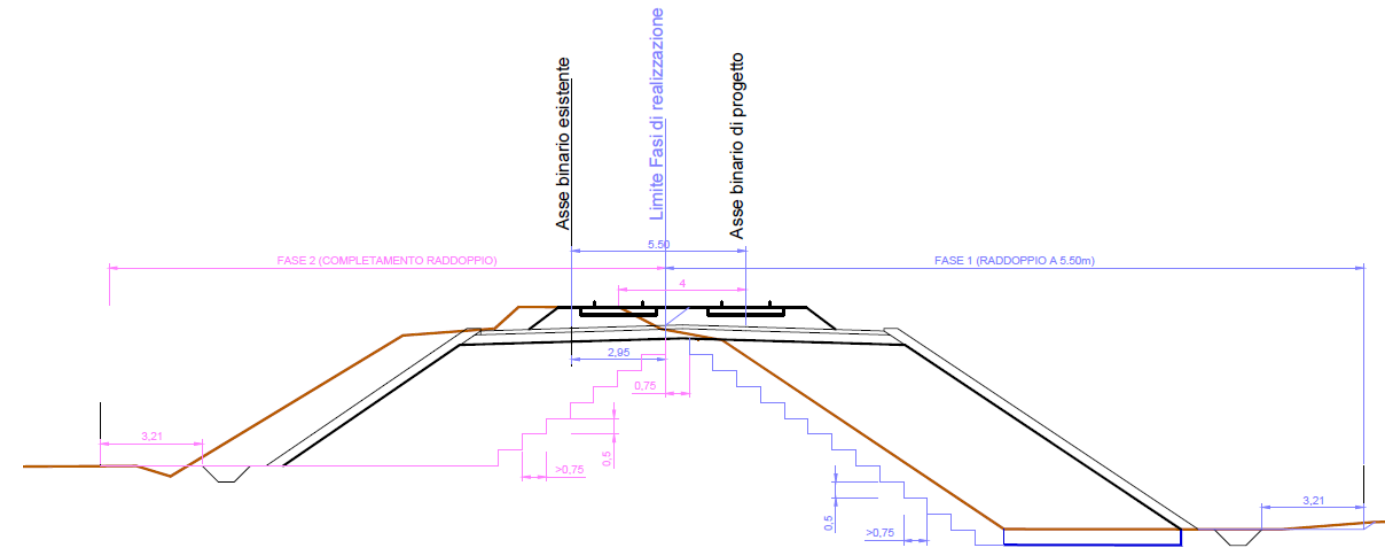 Asse binario esistente
Limite Fasi di realizzazione
Asse binario di progetto
5.50
FASE 2 (COMPLETAMENTO RADDOPPIO)
FASE 1 (RADDOPPIO A 5.50m)
4
2,95
0,75
3,21
0,5
>0,75
0,5
>0,75
3,21